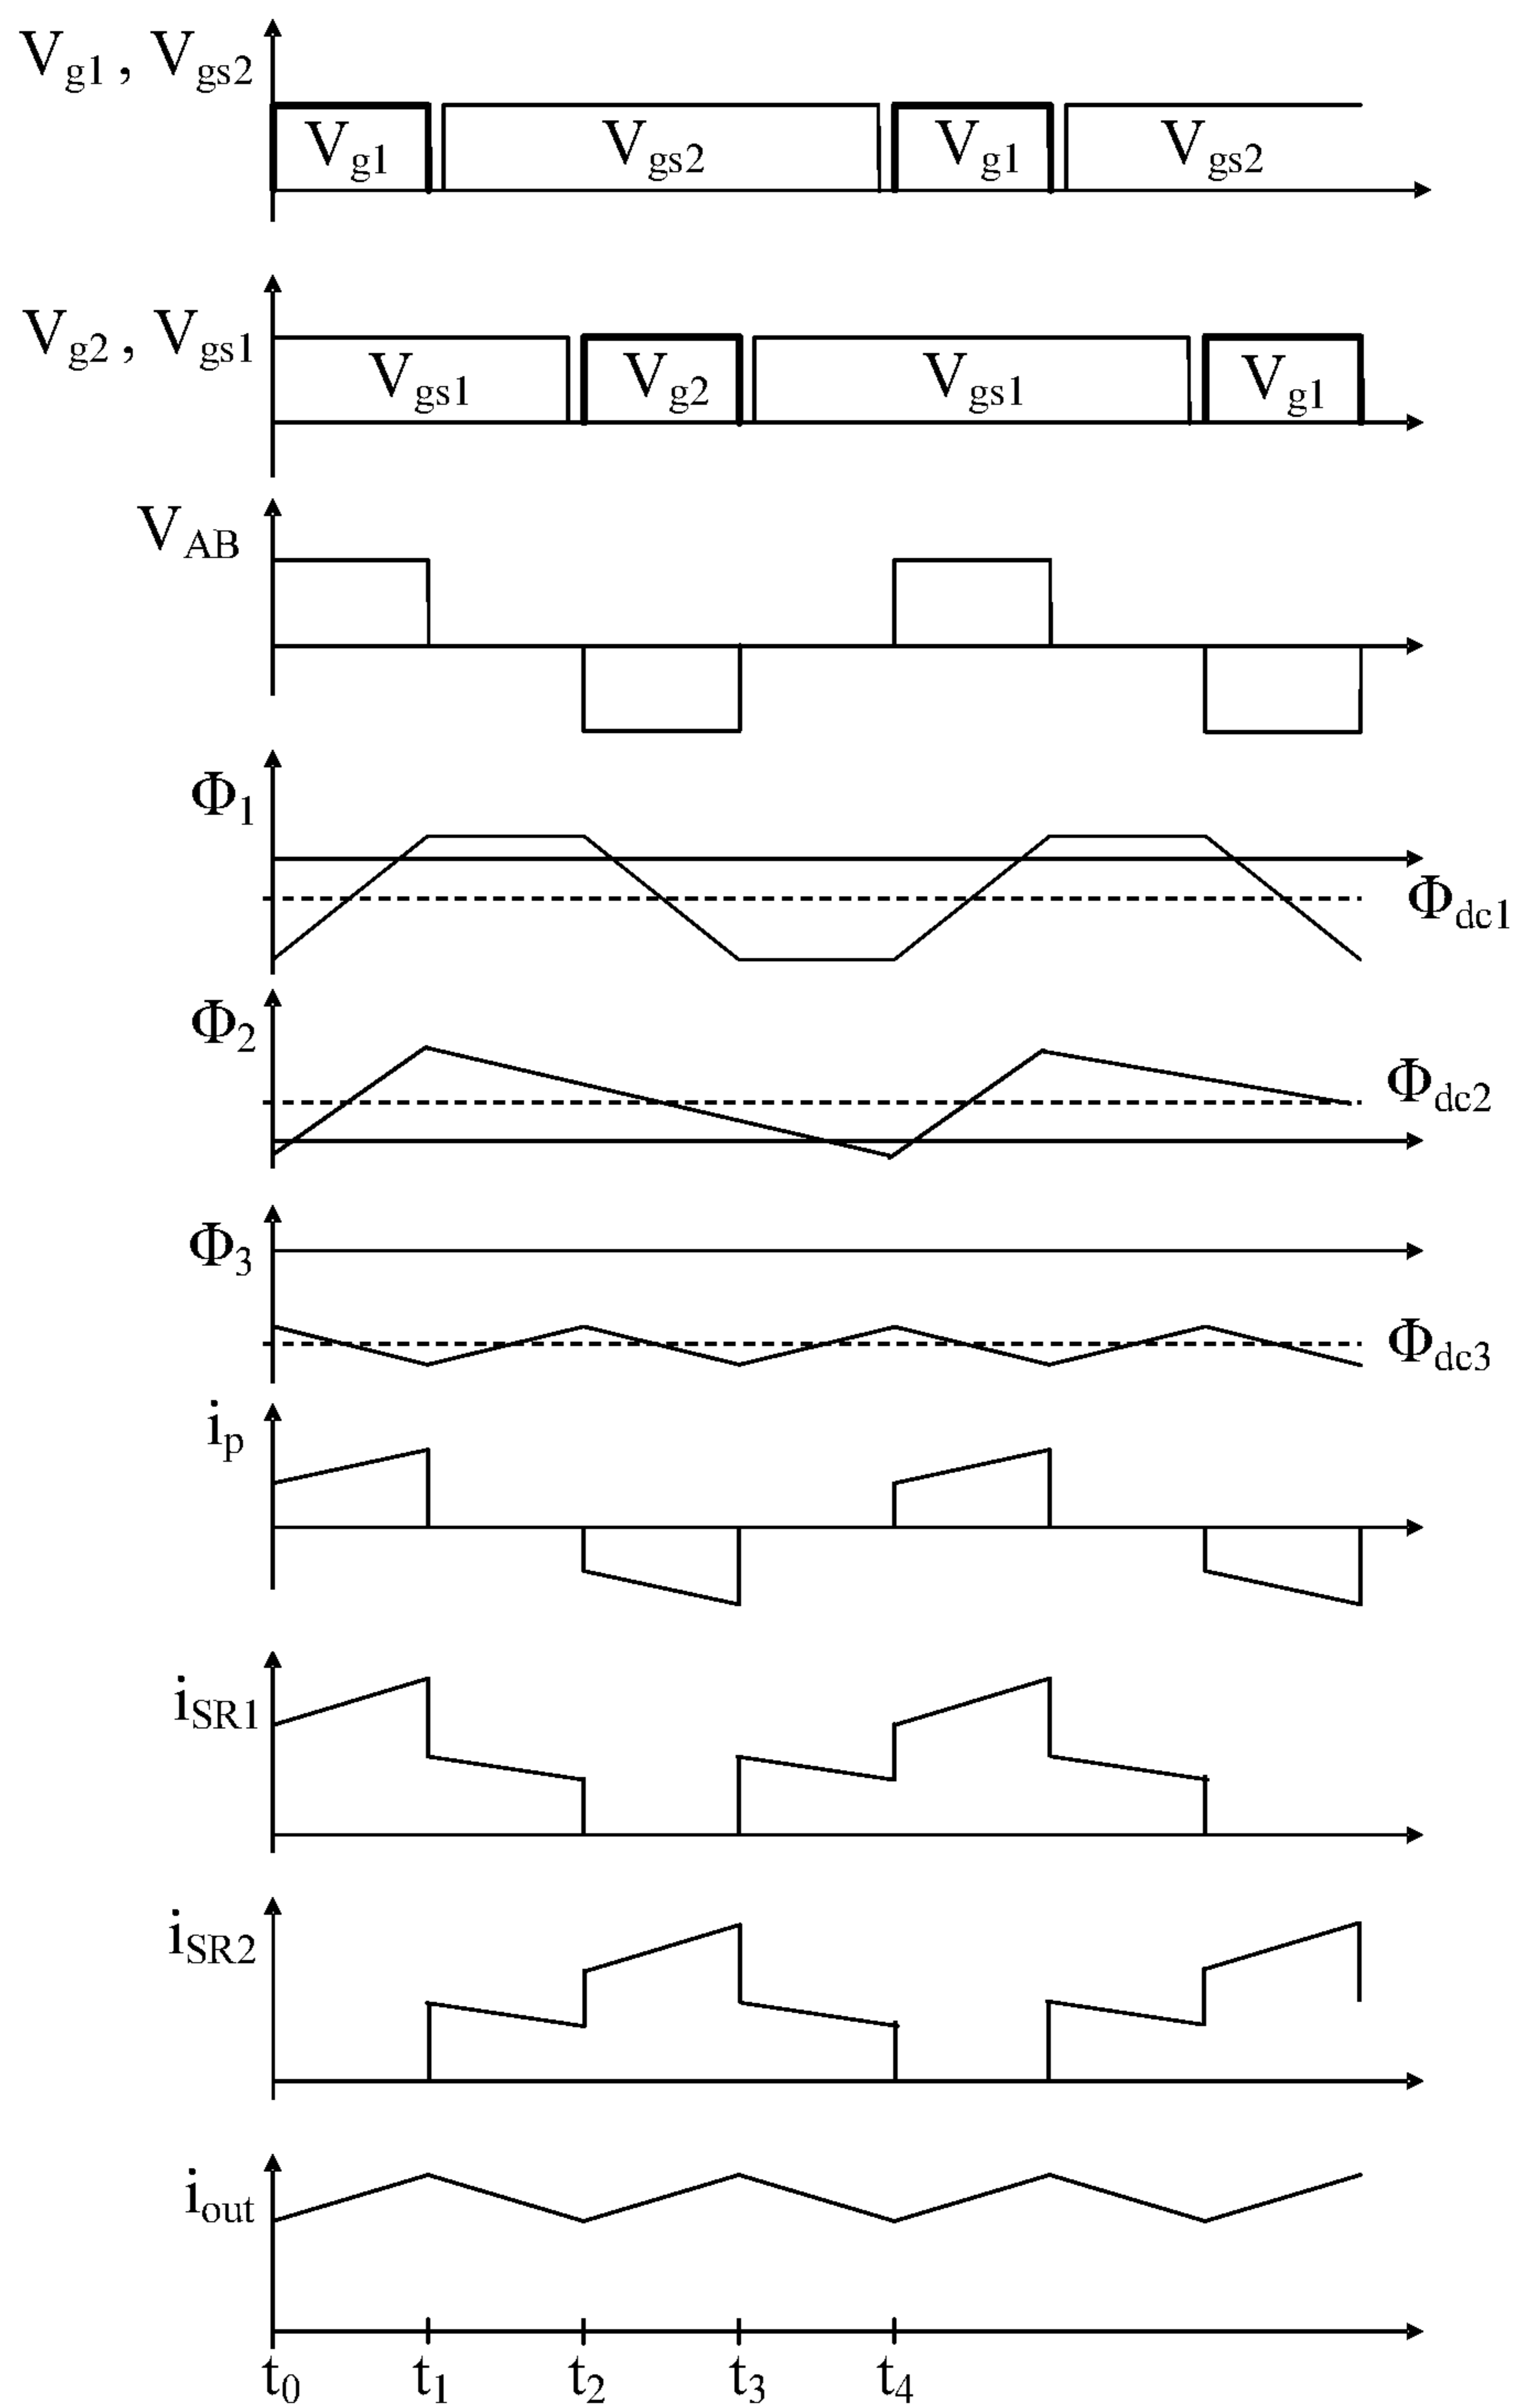 Vg1 , Vgs2
Vg1 Vgs2 Vg1 Vgs2
Vg2 , Vgs1
Vgs1 Vg2 Vgs1 Vg1
VAB
Φ1
Φdc1
Φ2
Φdc2
Φ3
Φdc3
ip
iSR1
iSR2
iout
t0 t1 t2 t3 t4